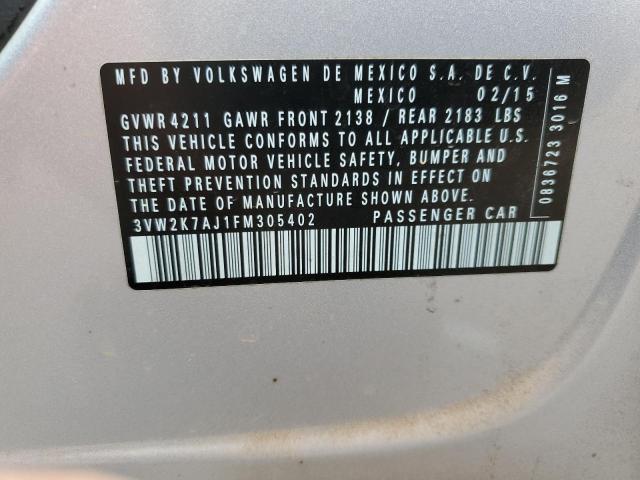 MFD BY VOLKSWAGEN DE MEXICO S.A. DE C.V.
MEXICO 02/15
GVWR 4211 GAWR FRONT 2138 / REAR 2183 LBS
THIS VEHICLE CONFORMS TO ALL APPLICABLE U.S.
FEDERAL MOTOR VEHICLE SAFETY, BUMPER AND
THEFT PREVENTION STANDARDS IN EFFECT ON
THE DATE OF MANUFACTURE SHOWN ABOVE.
3VW2K7AJ1FM305402 PASSENGER CAR
0836723 3016 M